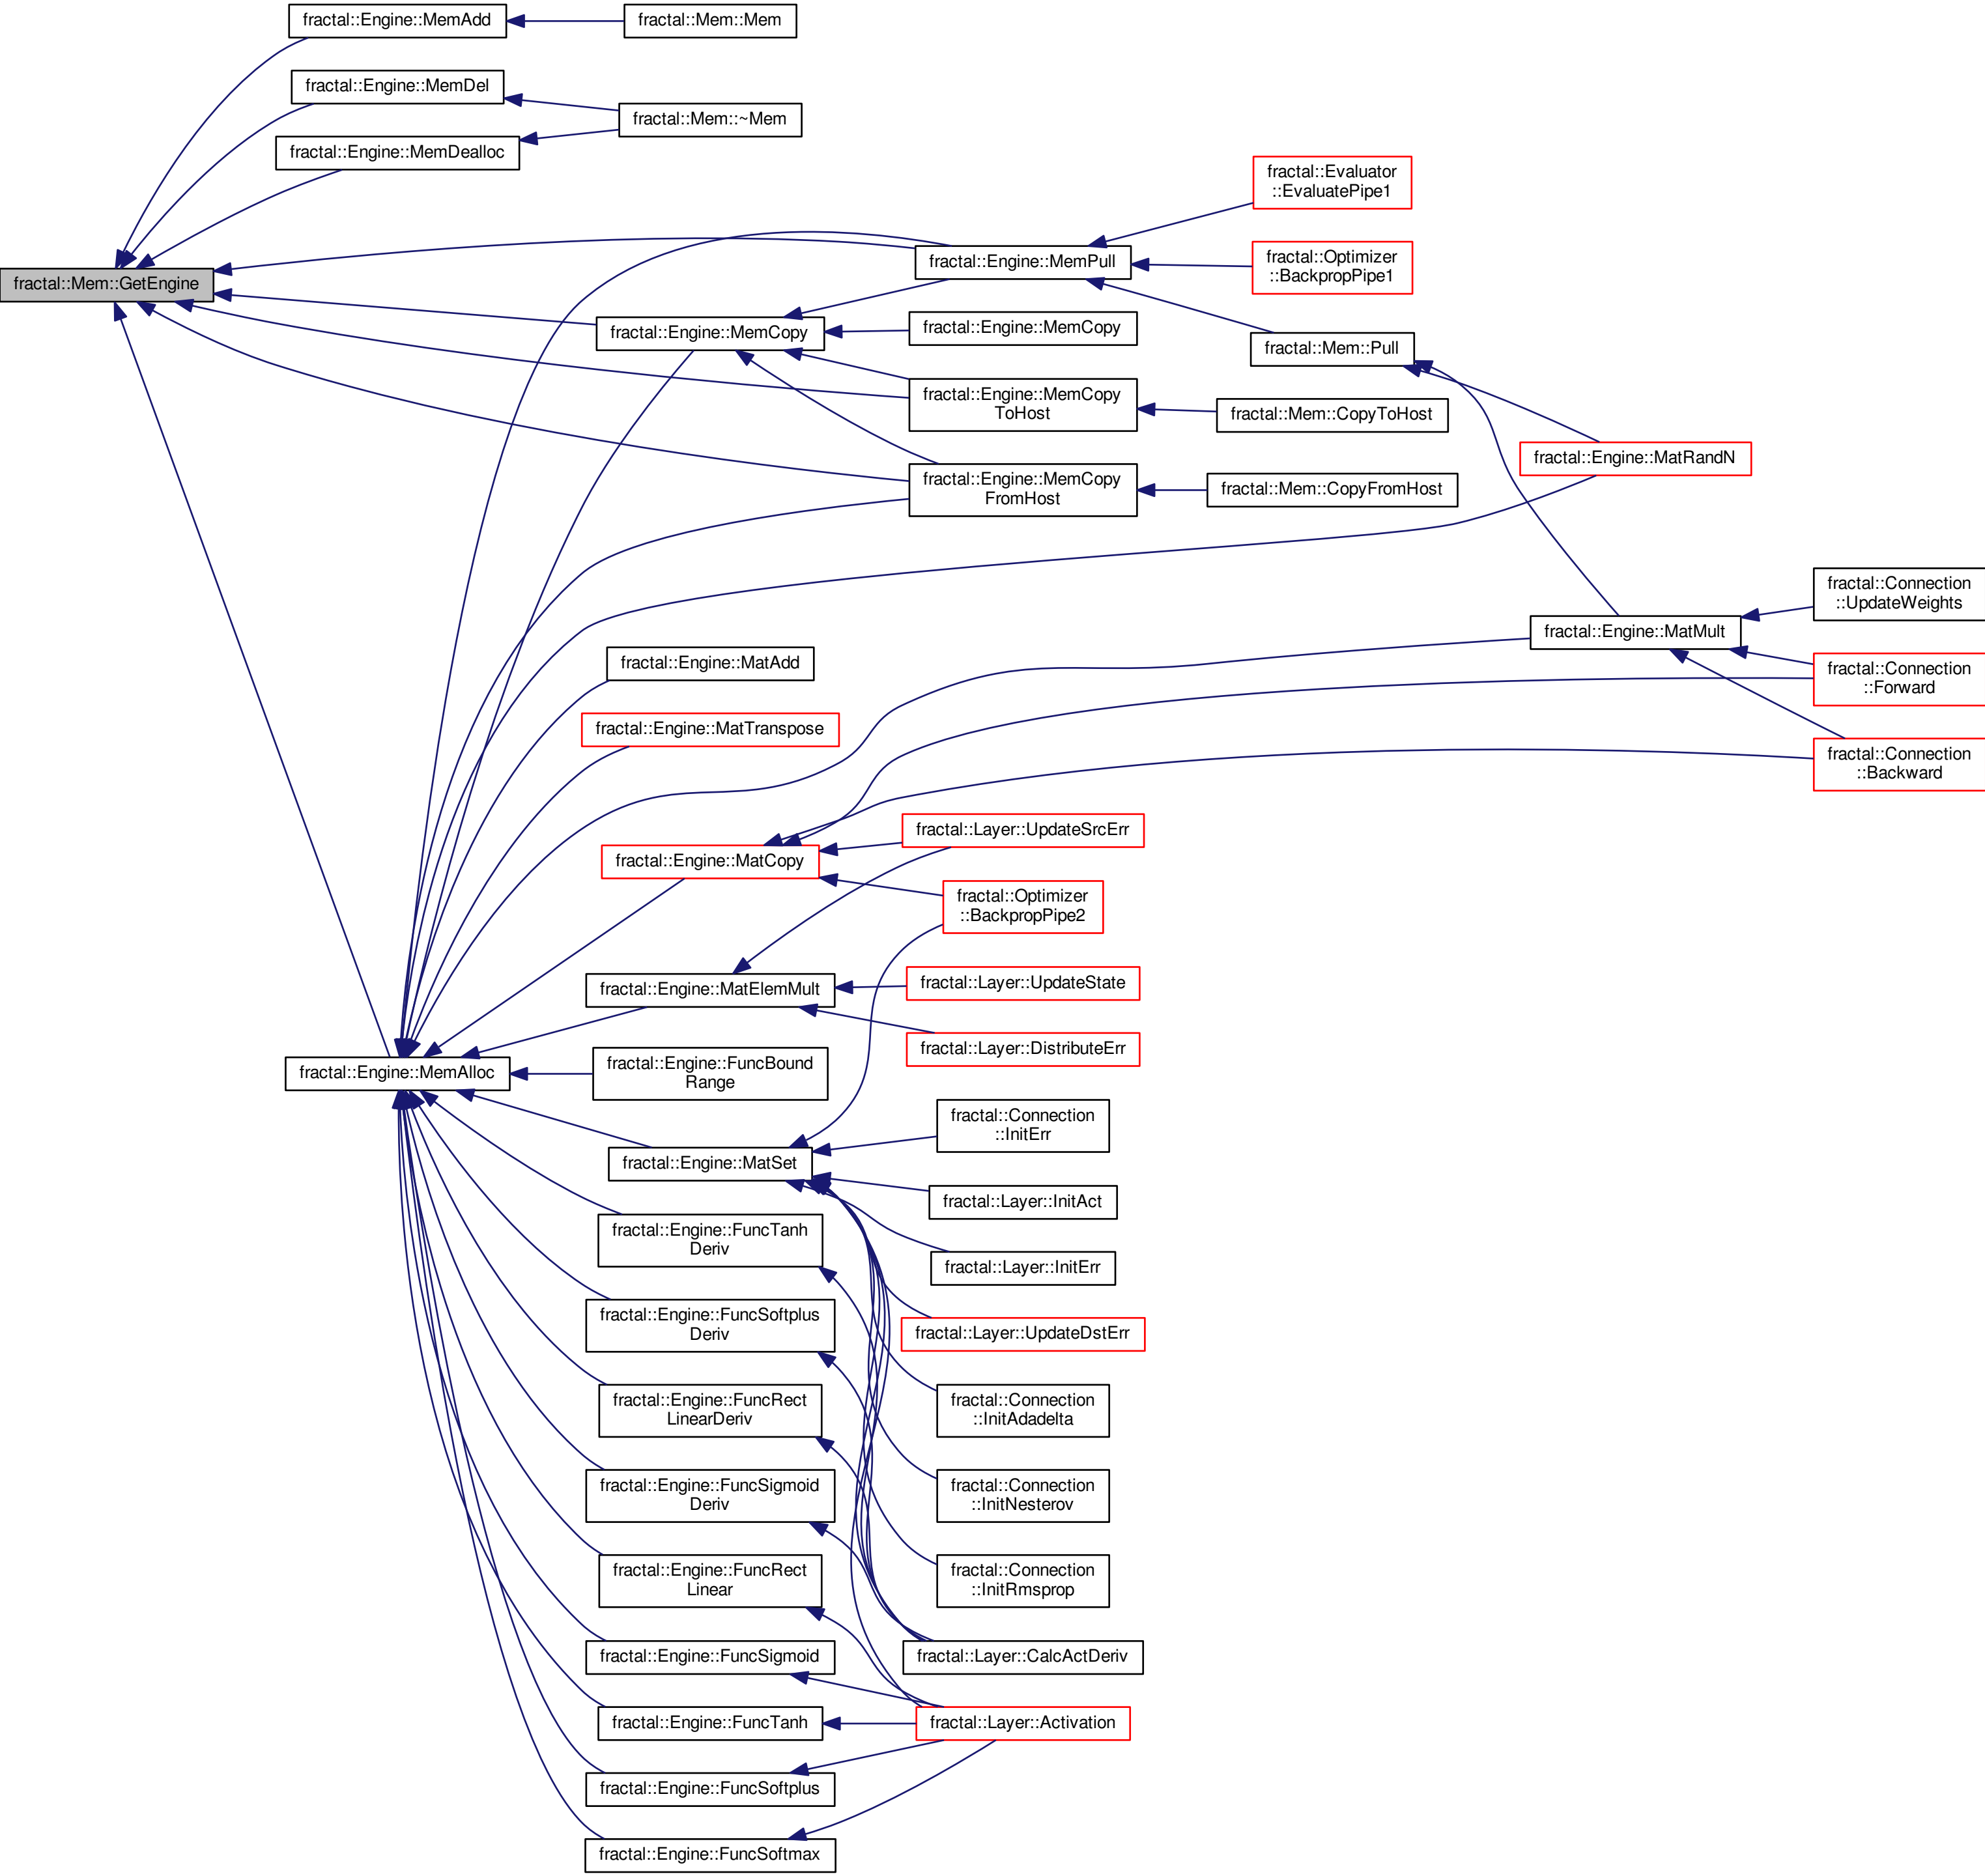 fractal::Engine::MemAdd
fractal::Mem::Mem
fractal::Engine::MemDel
fractal::Mem::~Mem
fractal::Engine::MemDealloc
fractal::Evaluator
::EvaluatePipe1
fractal::Mem::GetEngine
fractal::Engine::MemPull
fractal::Optimizer
::BackpropPipe1
fractal::Engine::MemCopy
fractal::Engine::MemCopy
fractal::Mem::Pull
fractal::Engine::MemCopy
ToHost
fractal::Mem::CopyToHost
fractal::Engine::MatRandN
fractal::Engine::MemCopy
FromHost
fractal::Mem::CopyFromHost
fractal::Connection
::UpdateWeights
fractal::Engine::MatMult
fractal::Engine::MatAdd
fractal::Connection
::Forward
fractal::Engine::MatTranspose
fractal::Connection
::Backward
fractal::Layer::UpdateSrcErr
fractal::Engine::MatCopy
fractal::Optimizer
::BackpropPipe2
fractal::Engine::MatElemMult
fractal::Layer::UpdateState
fractal::Layer::DistributeErr
fractal::Engine::MemAlloc
fractal::Engine::FuncBound
Range
fractal::Connection
::InitErr
fractal::Engine::MatSet
fractal::Layer::InitAct
fractal::Engine::FuncTanh
Deriv
fractal::Layer::InitErr
fractal::Engine::FuncSoftplus
Deriv
fractal::Layer::UpdateDstErr
fractal::Engine::FuncRect
LinearDeriv
fractal::Connection
::InitAdadelta
fractal::Engine::FuncSigmoid
Deriv
fractal::Connection
::InitNesterov
fractal::Engine::FuncRect
Linear
fractal::Connection
::InitRmsprop
fractal::Engine::FuncSigmoid
fractal::Layer::CalcActDeriv
fractal::Engine::FuncTanh
fractal::Layer::Activation
fractal::Engine::FuncSoftplus
fractal::Engine::FuncSoftmax